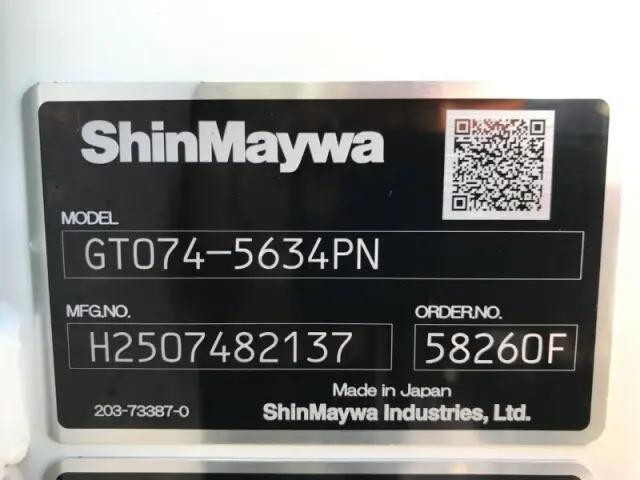 ShinMaywa
MODEL
GT074-5634PN
MFG.NO.
ORDER.NO.
H2507482137
58260F
Made in Japan
203-73387-0
ShinMaywa Industries, Ltd.